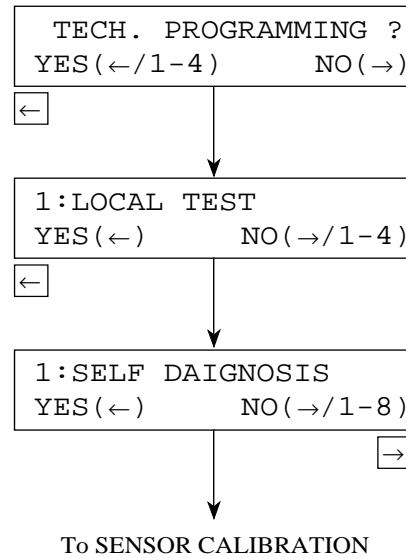 TECH. PROGRAMMING ?
YES(←/1-4) NO(→)
←
1:LOCAL TEST
YES(←) NO(→/1-4)
←
1:SELF DAIGNOSIS
YES(←) NO(→/1-8)
→
To SENSOR CALIBRATION